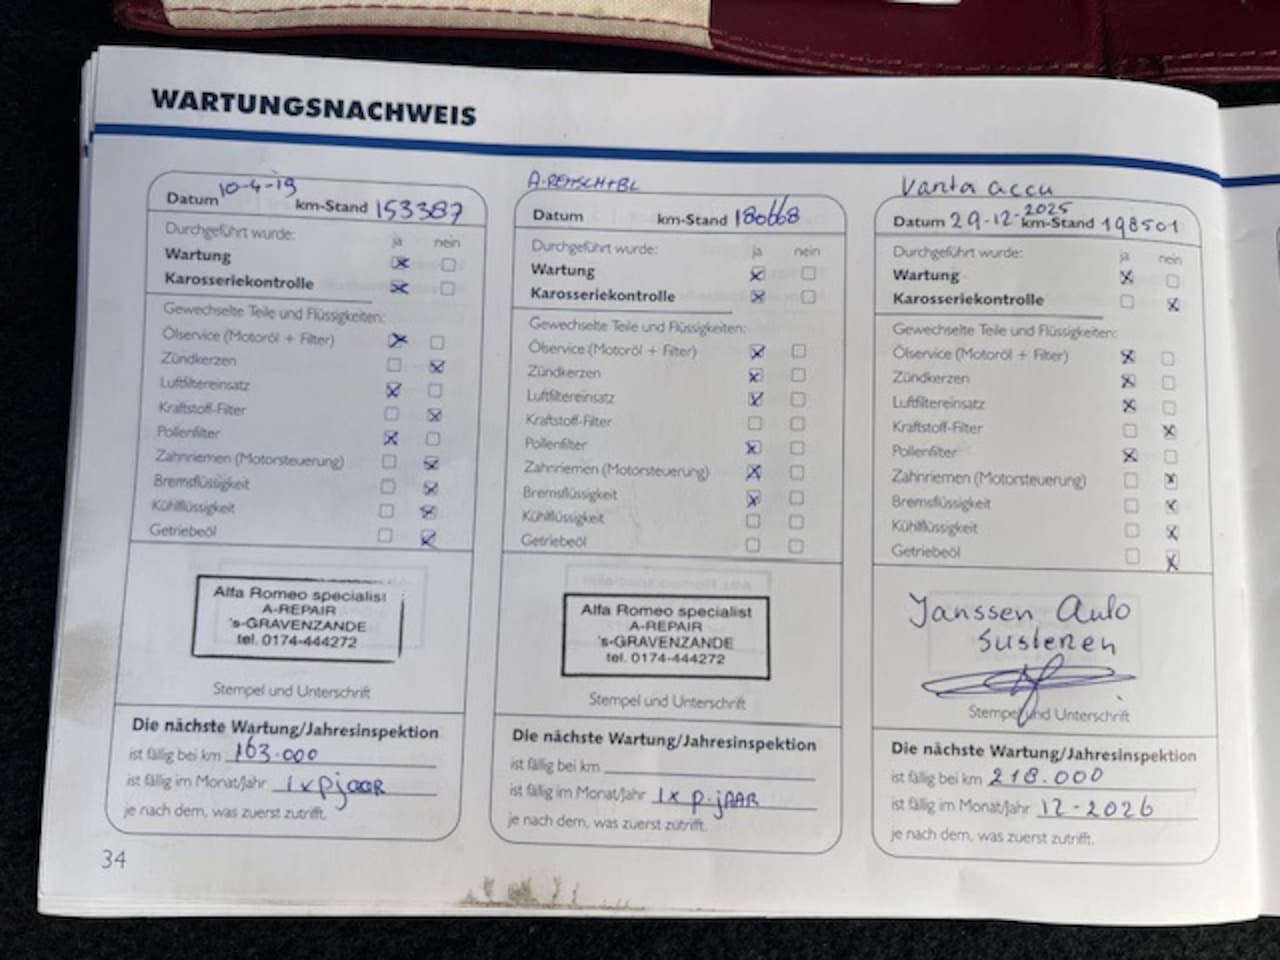 WARTUNGSNACHWEIS
Datum 10-4-19 km-Stand 153387
Durchgeführt wurde: ja nein
Wartung
Karosseriekontrolle
Gewechselte Teile und Flüssigkeiten:
Ölservice (Motoröl + Filter)
Zündkerzen
Luftfiltereinsatz
Kraftstoff-Filter
Pollenfilter
Zahnriemen (Motorsteuerung)
Bremsflüssigkeit
Kühlflüssigkeit
Getriebeöl
Alfa Romeo specialist
A-REPAIR
's-GRAVENZANDE
tel. 0174-444272
Stempel und Unterschrift
Die nächste Wartung/Jahresinspektion
ist fällig bei km 163.000
ist fällig im Monat/Jahr 1x p jaar
je nach dem, was zuerst zutrifft.
34
Datum km-Stand 180668
Durchgeführt wurde: ja nein
Wartung
Karosseriekontrolle
Gewechselte Teile und Flüssigkeiten:
Ölservice (Motoröl + Filter)
Zündkerzen
Luftfiltereinsatz
Kraftstoff-Filter
Pollenfilter
Zahnriemen (Motorsteuerung)
Bremsflüssigkeit
Kühlflüssigkeit
Getriebeöl
Alfa Romeo specialist
A-REPAIR
's-GRAVENZANDE
tel. 0174-444272
Stempel und Unterschrift
Die nächste Wartung/Jahresinspektion
ist fällig bei km
ist fällig im Monat/Jahr 1x p.jAAR
je nach dem, was zuerst zutrifft.
Vanta accu
Datum 29-12-2025 km-Stand 198501
Durchgeführt wurde: ja nein
Wartung
Karosseriekontrolle
Gewechselte Teile und Flüssigkeiten:
Ölservice (Motoröl + Filter)
Zündkerzen
Luftfiltereinsatz
Kraftstoff-Filter
Pollenfilter
Zahnriemen (Motorsteuerung)
Bremsflüssigkeit
Kühlflüssigkeit
Getriebeöl
Janssen Auto
Susteren
Stempel und Unterschrift
Die nächste Wartung/Jahresinspektion
ist fällig bei km 218.000
ist fällig im Monat/Jahr 12-2026
je nach dem, was zuerst zutrifft.